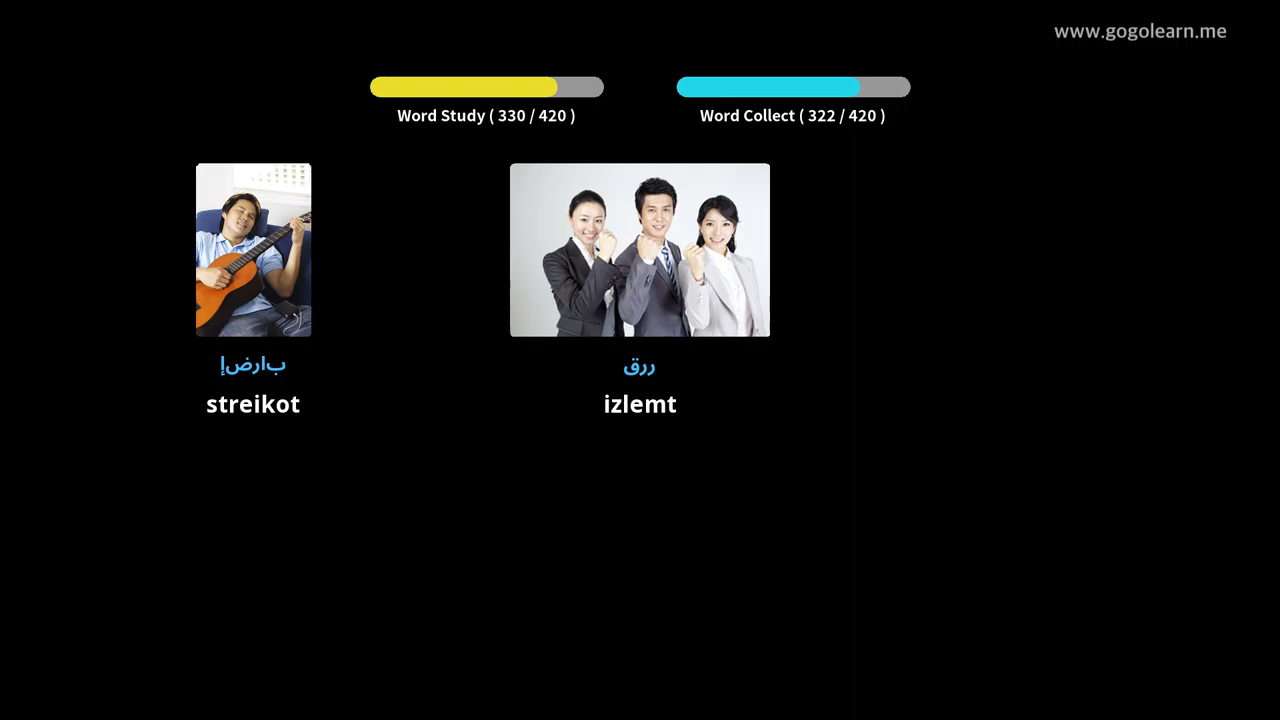 www.gogolearn.me
Word Study ( 330 / 420 )
Word Collect ( 322 / 420 )
إضراب
قرر
streikot
izlemt